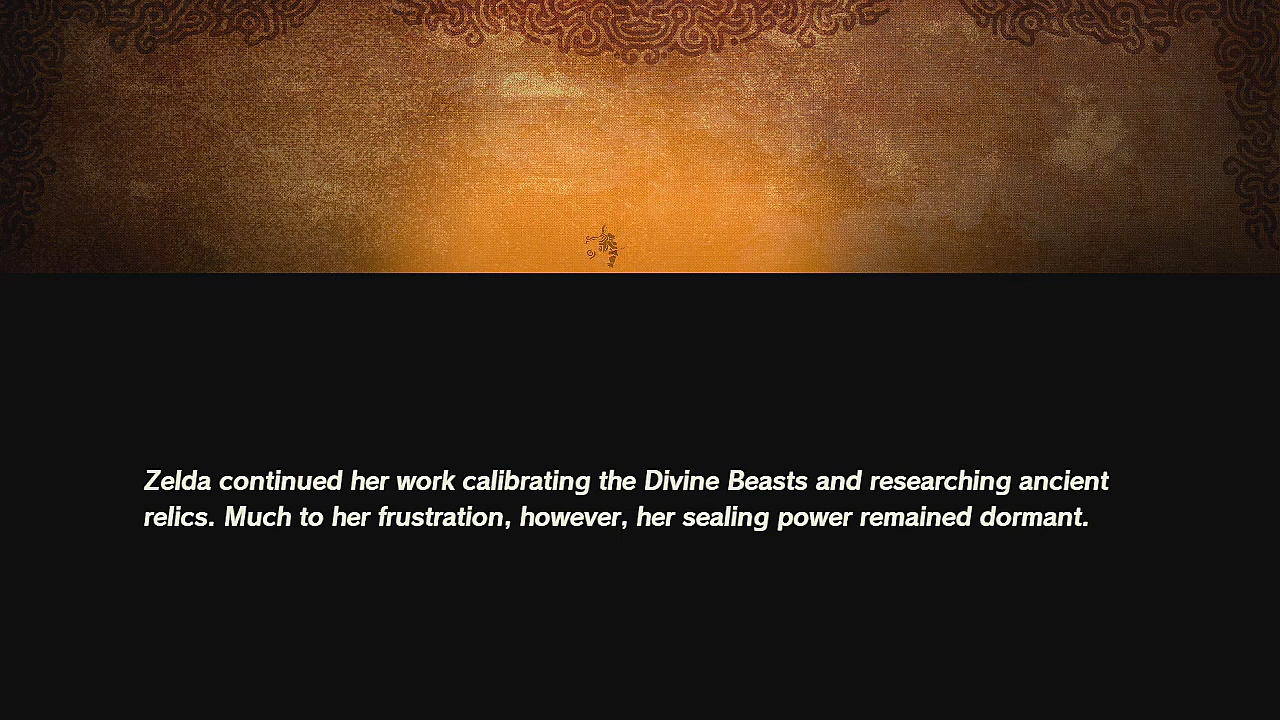 Zelda continued her work calibrating the Divine Beasts and researching ancient
relics. Much to her frustration, however, her sealing power remained dormant.